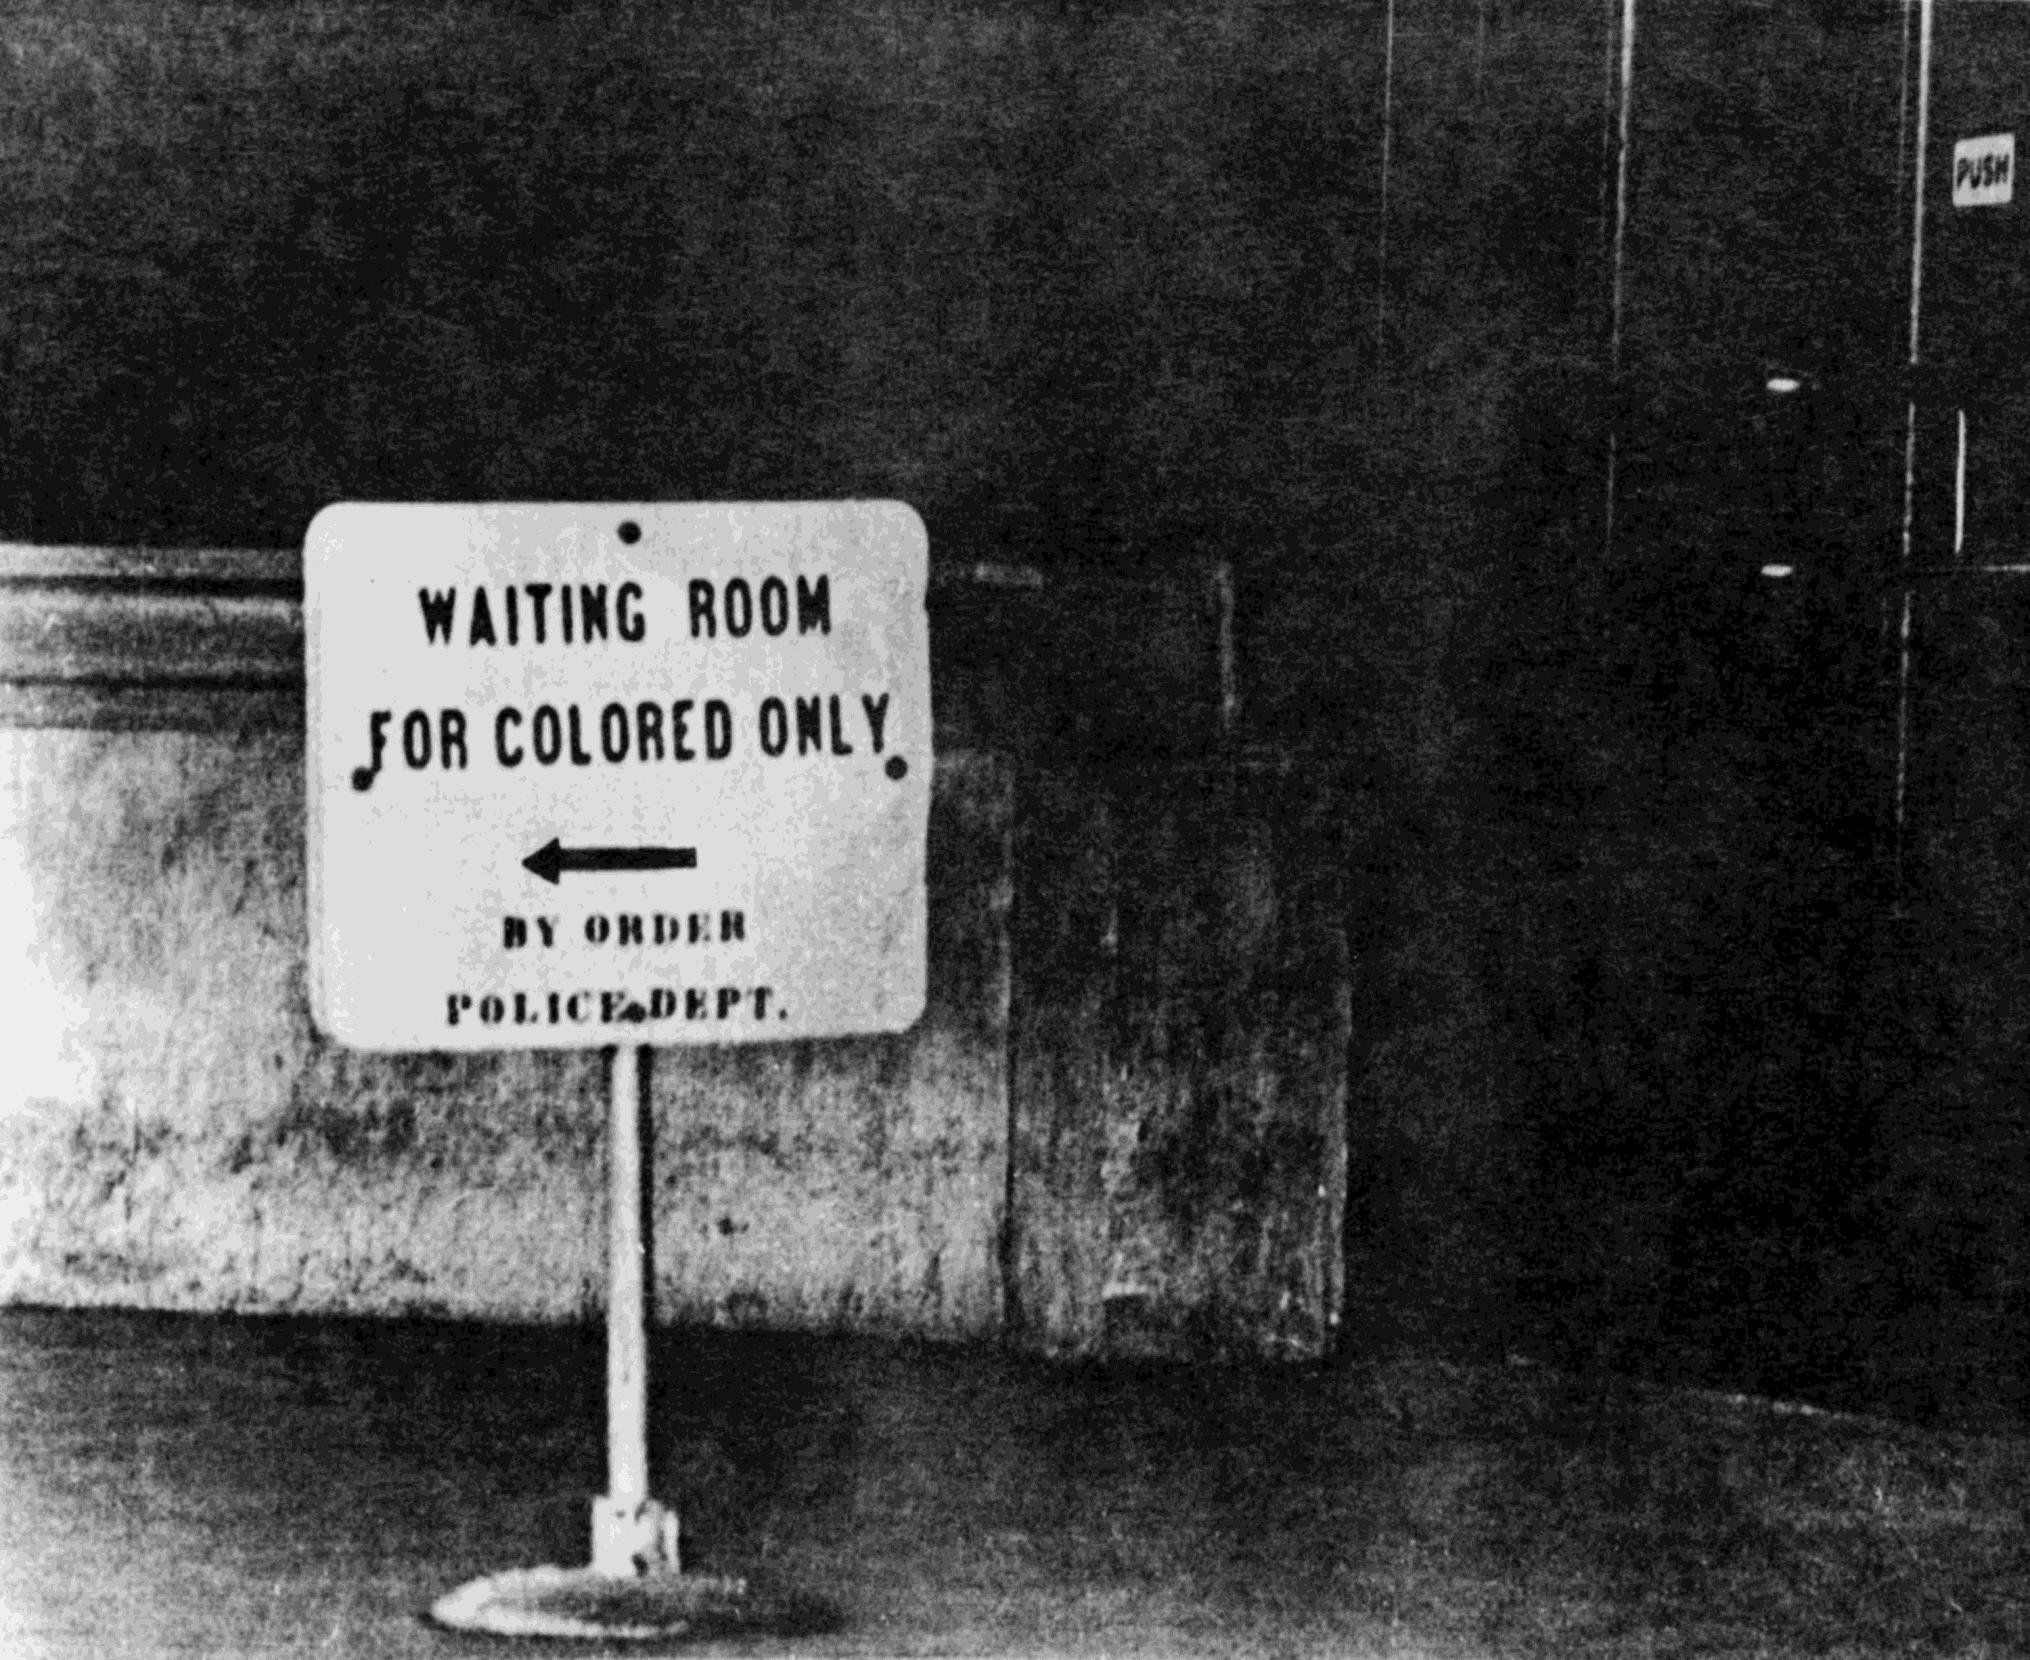 PUSH
WAITING ROOM
FOR COLORED ONLY
BY ORDER
POLICE DEPT.